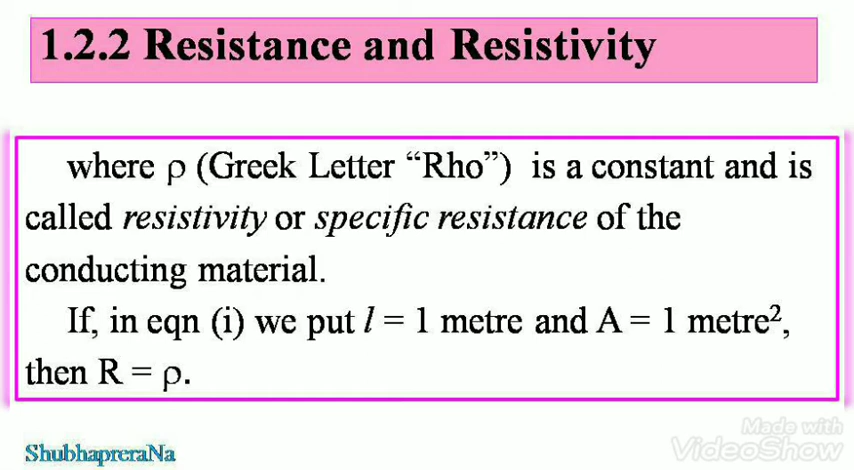 1.2.2 Resistance and Resistivity
where ρ (Greek Letter “Rho”) is a constant and is
called resistivity or specific resistance of the
conducting material.
If, in eqn (i) we put l = 1 metre and A = 1 metre²,
then R = ρ.
ShubhapreraNa
Made with
VideoShow